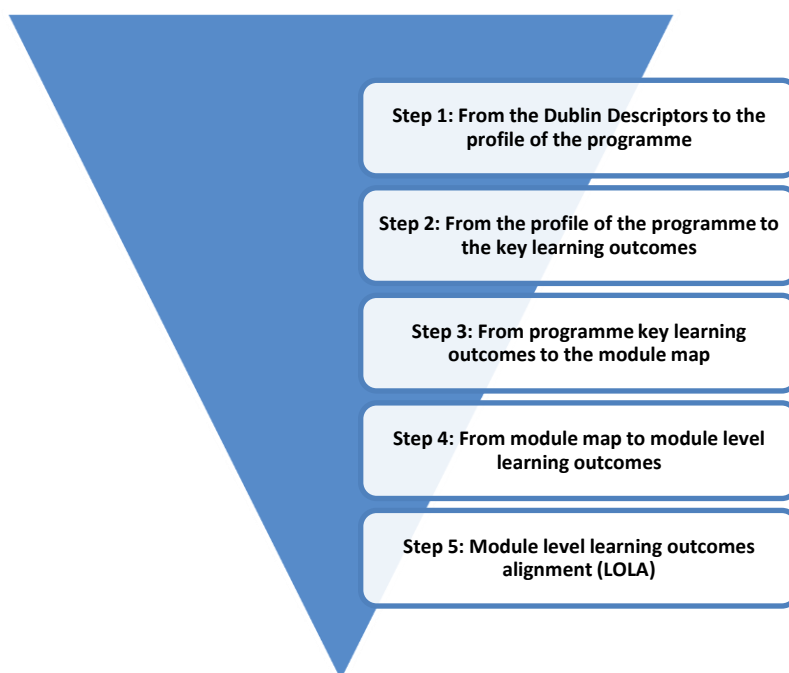 Step 1: From the Dublin Descriptors to the
profile of the programme
Step 2: From the profile of the programme to
the key learning outcomes
Step 3: From programme key learning
outcomes to the module map
Step 4: From module map to module level
learning outcomes
Step 5: Module level learning outcomes
alignment (LOLA)